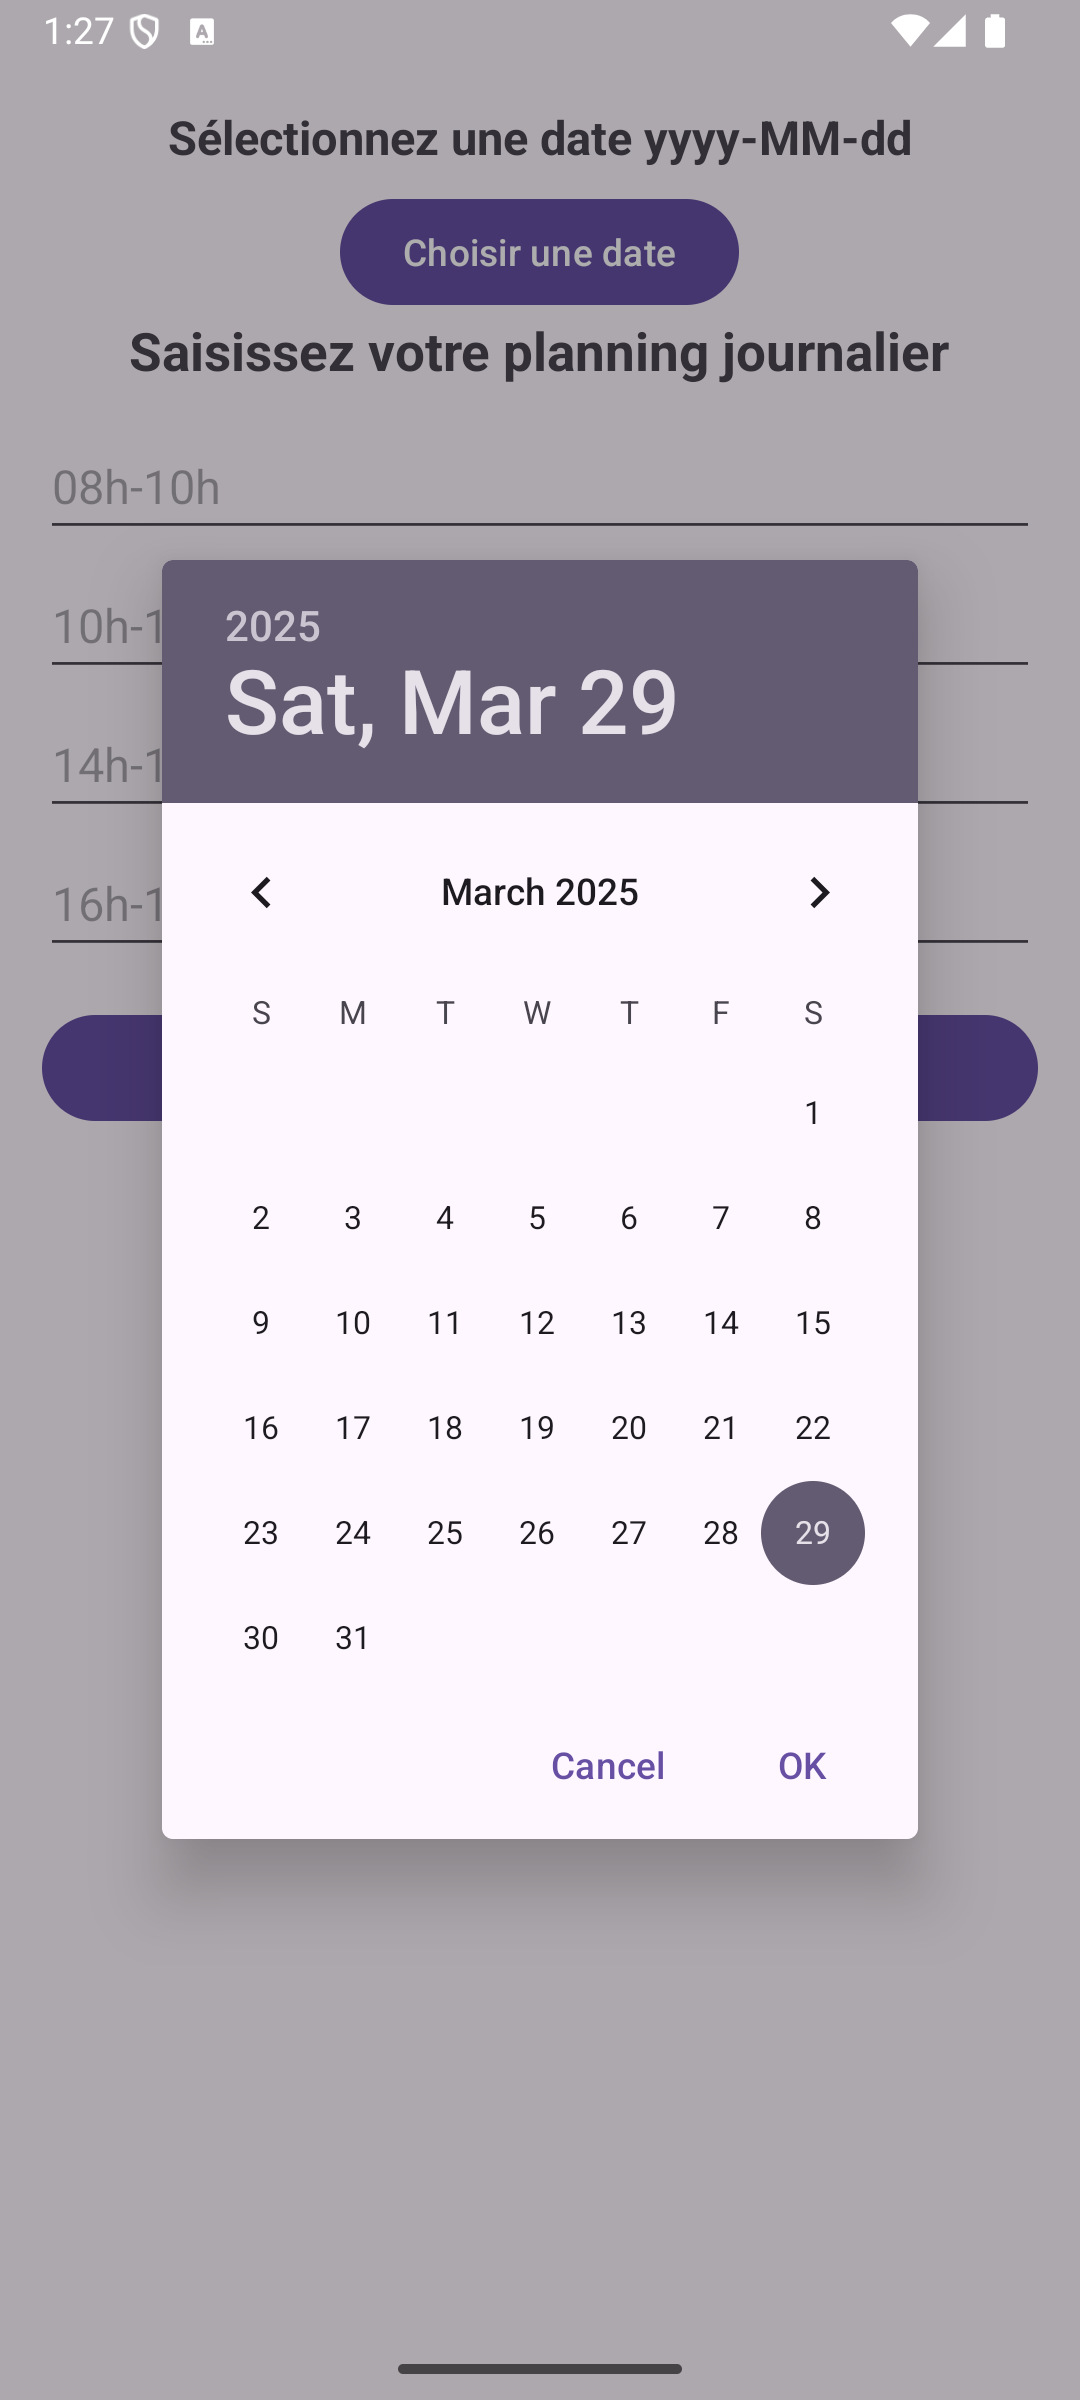 1:27
Sélectionnez une date yyyy-MM-dd
Choisir une date
Saisissez votre planning journalier
08h-10h
10h-1
14h-1
16h-1
2025
Sat, Mar 29
March 2025
S M T W T F S
1
2 3 4 5 6 7 8
9 10 11 12 13 14 15
16 17 18 19 20 21 22
23 24 25 26 27 28 29
30 31
Cancel OK